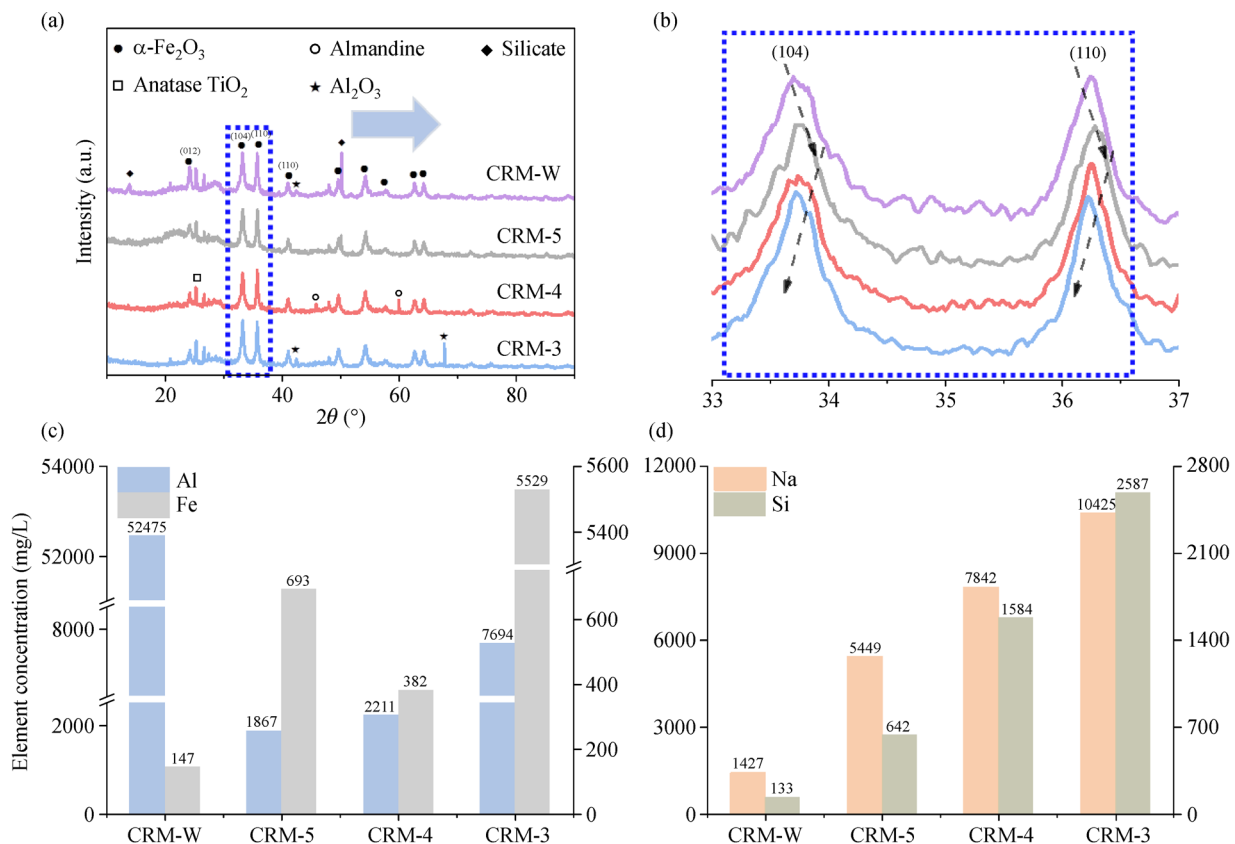 (a)
α-Fe2O3
Almandine
Silicate
Anatase TiO2
Al2O3
(012)
(104)
(110)
(110)
CRM-W
CRM-5
CRM-4
CRM-3
Intensity (a.u.)
20 40 60 80
2θ (°)
(b)
(104)
(110)
33 34 35 36 37
(c)
Al
Fe
Element concentration (mg/L)
54000
52000
8000
2000
0
5600
5400
600
400
200
0
52475
147
1867
693
2211
382
7694
5529
CRM-W CRM-5 CRM-4 CRM-3
(d)
Na
Si
12000
9000
6000
3000
0
2800
2100
1400
700
0
1427
133
5449
642
7842
1584
10425
2587
CRM-W CRM-5 CRM-4 CRM-3